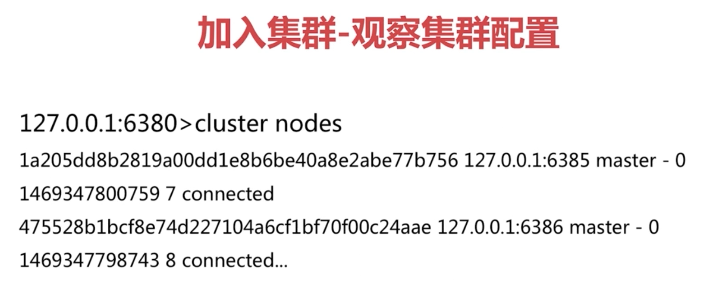 加入集群-观察集群配置
127.0.0.1:6380>cluster nodes
1a205dd8b2819a00dd1e8b6be40a8e2abe77b756 127.0.0.1:6385 master - 0
1469347800759 7 connected
475528b1bcf8e74d227104a6cf1bf70f00c24aae 127.0.0.1:6386 master - 0
1469347798743 8 connected...